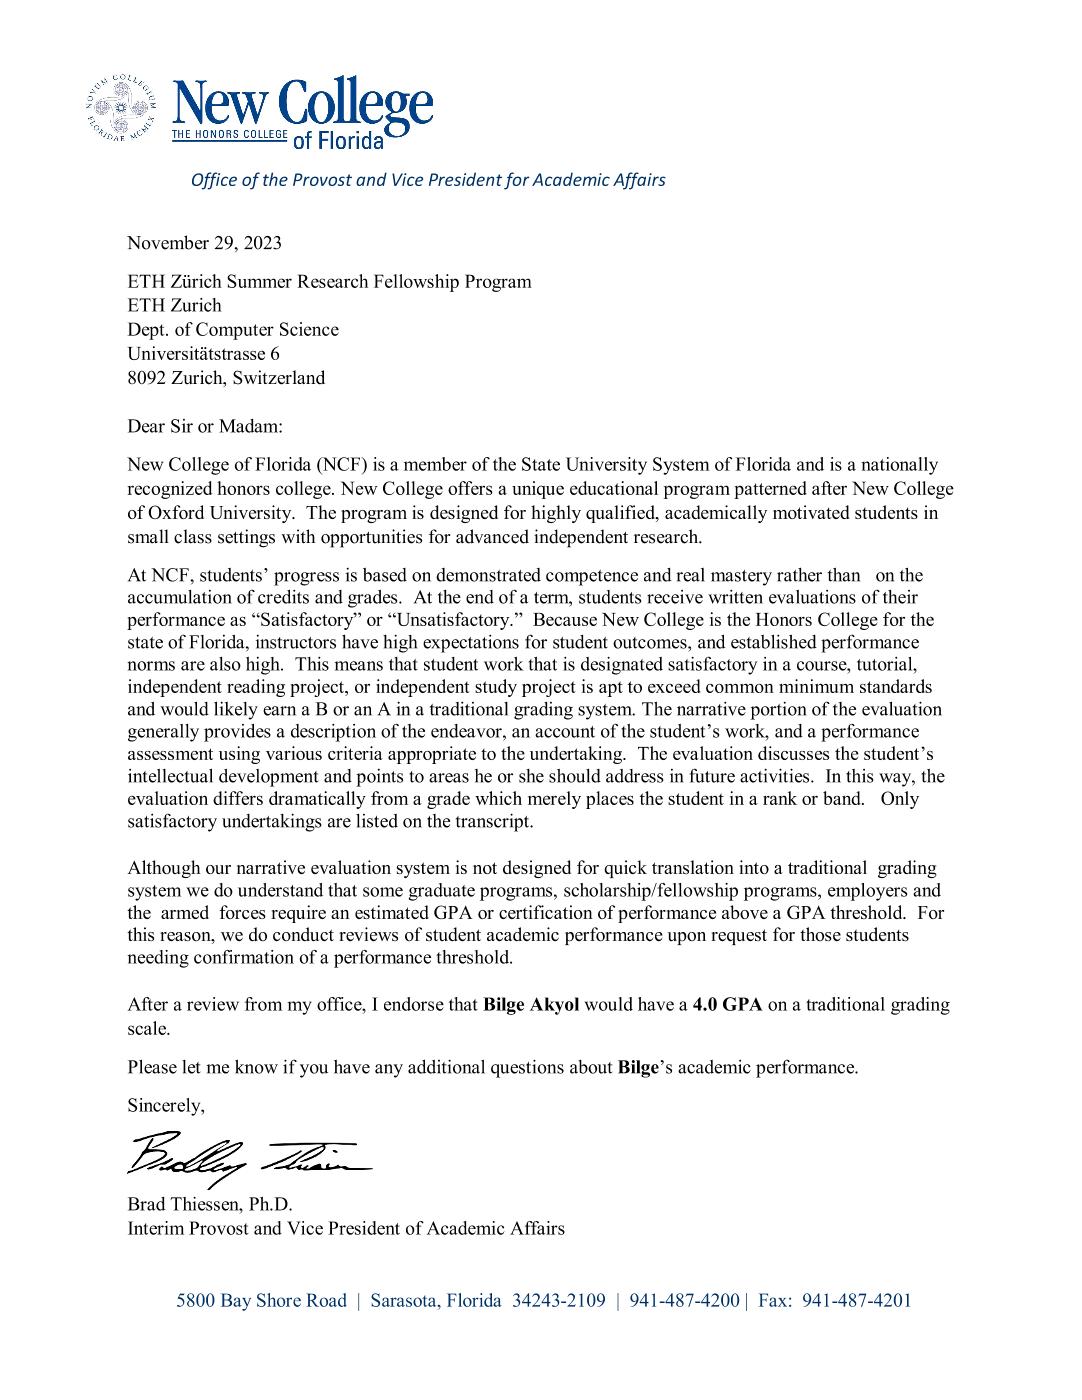 NOVUM COLLEGIUM FLORIDAE MCMLX
New College
THE HONORS COLLEGE
of Florida
Office of the Provost and Vice President for Academic Affairs
November 29, 2023
ETH Zürich Summer Research Fellowship Program
ETH Zurich
Dept. of Computer Science
Universitätstrasse 6
8092 Zurich, Switzerland
Dear Sir or Madam:
New College of Florida (NCF) is a member of the State University System of Florida and is a nationally
recognized honors college. New College offers a unique educational program patterned after New College
of Oxford University.  The program is designed for highly qualified, academically motivated students in
small class settings with opportunities for advanced independent research.
At NCF, students’ progress is based on demonstrated competence and real mastery rather than   on the
accumulation of credits and grades.  At the end of a term, students receive written evaluations of their
performance as “Satisfactory” or “Unsatisfactory.”  Because New College is the Honors College for the
state of Florida, instructors have high expectations for student outcomes, and established performance
norms are also high.  This means that student work that is designated satisfactory in a course, tutorial,
independent reading project, or independent study project is apt to exceed common minimum standards
and would likely earn a B or an A in a traditional grading system. The narrative portion of the evaluation
generally provides a description of the endeavor, an account of the student’s work, and a performance
assessment using various criteria appropriate to the undertaking.  The evaluation discusses the student’s
intellectual development and points to areas he or she should address in future activities.  In this way, the
evaluation differs dramatically from a grade which merely places the student in a rank or band.   Only
satisfactory undertakings are listed on the transcript.
Although our narrative evaluation system is not designed for quick translation into a traditional  grading
system we do understand that some graduate programs, scholarship/fellowship programs, employers and
the  armed  forces require an estimated GPA or certification of performance above a GPA threshold.  For
this reason, we do conduct reviews of student academic performance upon request for those students
needing confirmation of a performance threshold.
After a review from my office, I endorse that Bilge Akyol would have a 4.0 GPA on a traditional grading
scale.
Please let me know if you have any additional questions about Bilge’s academic performance.
Sincerely,
Bradley Thiessen
Brad Thiessen, Ph.D.
Interim Provost and Vice President of Academic Affairs
5800 Bay Shore Road  |  Sarasota, Florida  34243-2109  |  941-487-4200 |  Fax:  941-487-4201